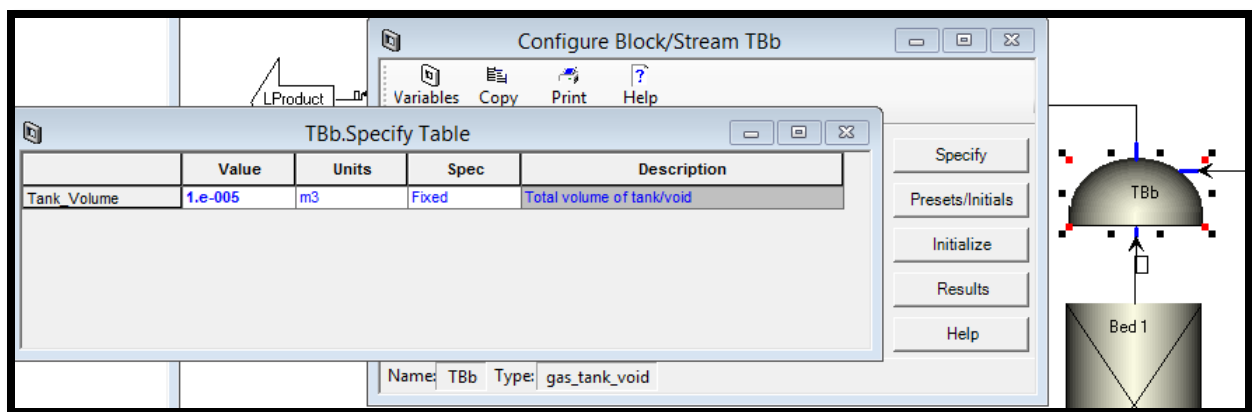 Configure Block/Stream TBb
Variables Copy Print Help
LProduct
TBb.Specify Table
Value Units Spec Description
Tank_Volume 1.e-005 m3 Fixed Total volume of tank/void
Specify
Presets/Initials
Initialize
Results
Help
Name: TBb Type: gas_tank_void
TBb
Bed 1